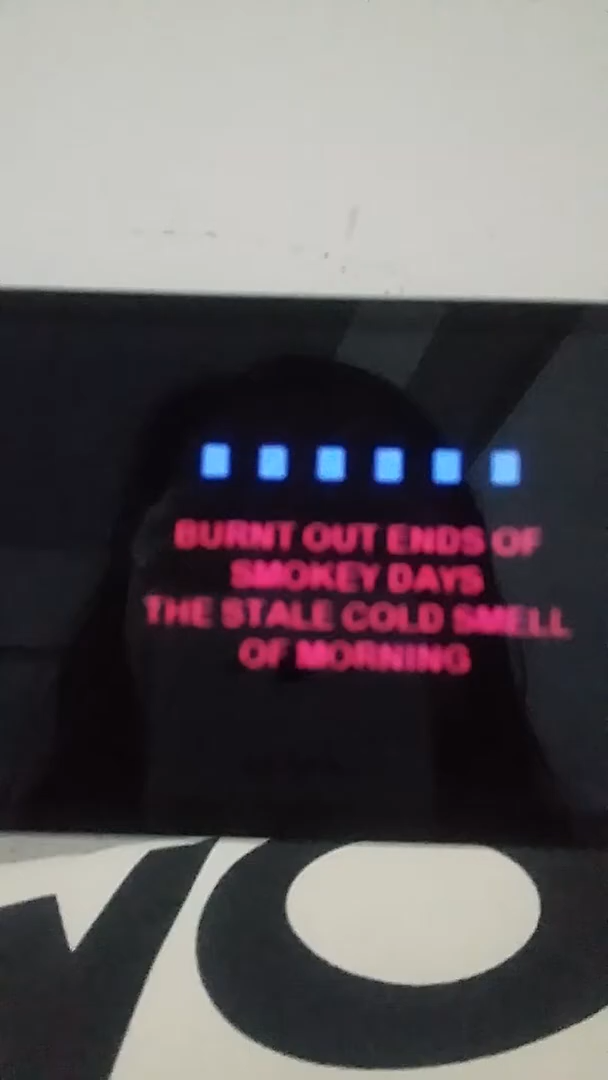 BURNT OUT ENDS OF
SMOKEY DAYS
THE STALE COLD SMELL
OF MORNING